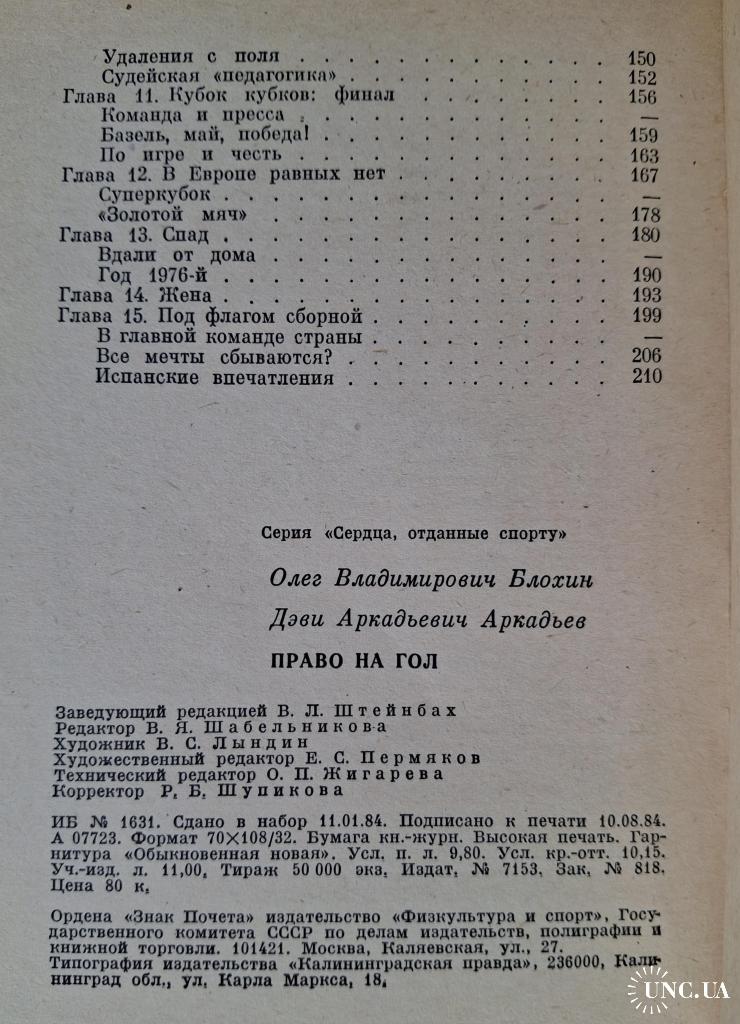 Удаления с поля . . . . . . . . . . . . . . 150
Судейская «педагогика» . . . . . . . . . . . 152
Глава 11. Кубок кубков: финал . . . . . . . . 156
Команда и пресса . . . . . . . . . . . . . . —
Базель, май, победа! . . . . . . . . . . . . 159
По игре и честь . . . . . . . . . . . . . . 163
Глава 12. В Европе равных нет . . . . . . . . 167
Суперкубок . . . . . . . . . . . . . . . . —
«Золотой мяч» . . . . . . . . . . . . . . . 178
Глава 13. Спад . . . . . . . . . . . . . . . 180
Вдали от дома . . . . . . . . . . . . . . . —
Год 1976-й . . . . . . . . . . . . . . . . 190
Глава 14. Жена . . . . . . . . . . . . . . . 193
Глава 15. Под флагом сборной . . . . . . . . . 199
В главной команде страны . . . . . . . . . . —
Все мечты сбываются? . . . . . . . . . . . . 206
Испанские впечатления . . . . . . . . . . . 210
Серия «Сердца, отданные спорту»
Олег Владимирович Блохин
Дэви Аркадьевич Аркадьев
ПРАВО НА ГОЛ
Заведующий редакцией В. Л. Штейнбах
Редактор В. Я. Шабельникова
Художник В. С. Лындин
Художественный редактор Е. С. Пермяков
Технический редактор О. П. Жигарева
Корректор Р. Б. Шупикова
ИБ № 1631. Сдано в набор 11.01.84. Подписано к печати 10.08.84.
А 07723. Формат 70×108/32. Бумага кн.-журн. Высокая печать. Гар-
нитура «Обыкновенная новая». Усл. п. л. 9,80. Усл. кр.-отт. 10,15.
Уч.-изд. л. 11,00. Тираж 50 000 экз. Издат. № 7153. Зак. № 818.
Цена 80 к.
Ордена «Знак Почета» издательство «Физкультура и спорт», Госу-
дарственного комитета СССР по делам издательств, полиграфии и
книжной торговли. 101421. Москва, Каляевская, ул., 27.
Типография издательства «Калининградская правда», 236000, Кали-
нинград обл., ул. Карла Маркса, 18.
UNC.UA